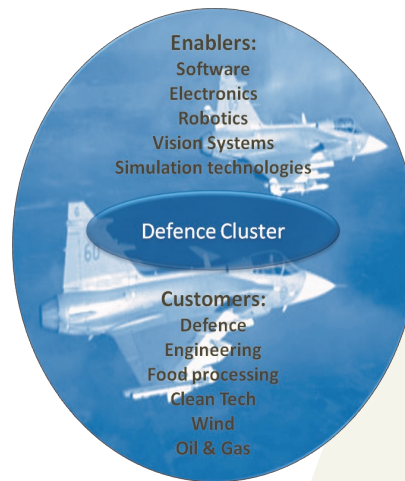 Enablers:
Software
Electronics
Robotics
Vision Systems
Simulation technologies
Defence Cluster
60
Customers:
Defence
Engineering
Food processing
Clean Tech
Wind
Oil & Gas